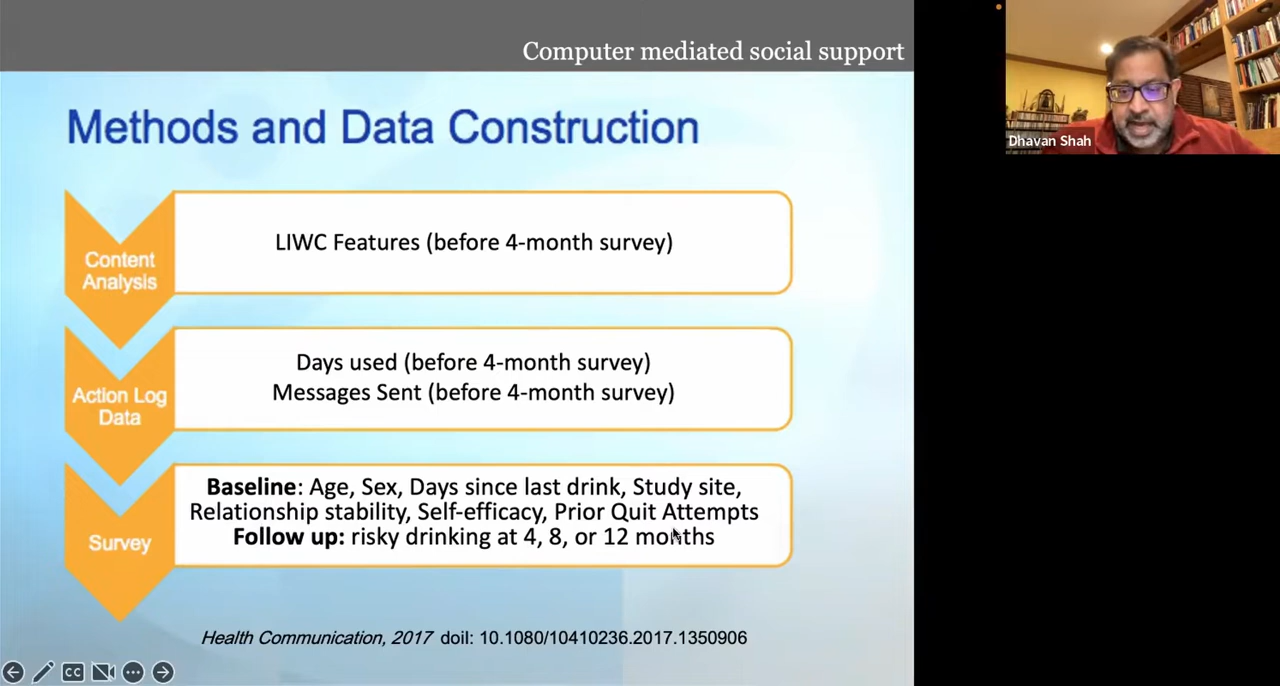 Computer mediated social support
Methods and Data Construction
Content
Analysis
LIWC Features (before 4-month survey)
Action Log
Data
Days used (before 4-month survey)
Messages Sent (before 4-month survey)
Survey
Baseline: Age, Sex, Days since last drink, Study site,
Relationship stability, Self-efficacy, Prior Quit Attempts
Follow up: risky drinking at 4, 8, or 12 months
Health Communication, 2017 doil: 10.1080/10410236.2017.1350906
CC
Dhavan Shah